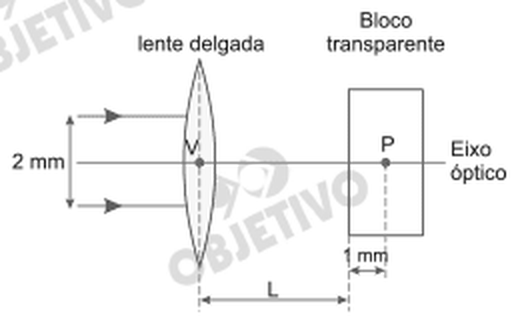 OBJETIVO
Bloco
transparente
lente delgada
V
P
2 mm
Eixo
óptico
OBJETIVO
1 mm
L